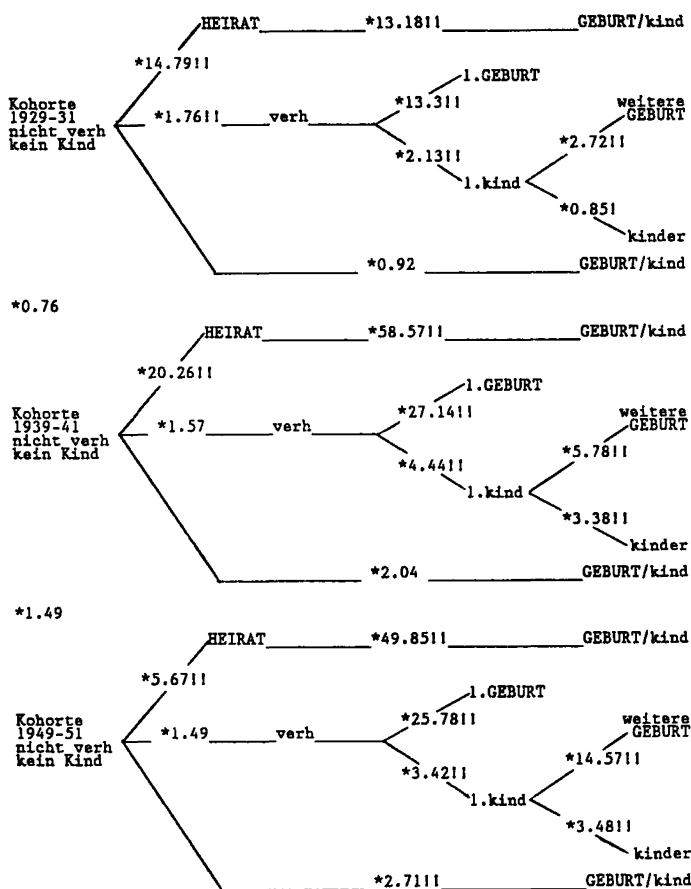 HEIRAT *13.18!! GEBURT/kind
*14.79!!
1.GEBURT
Kohorte
1929-31
nicht verh
kein Kind
*1.76!! verh
*13.3!!
weitere
GEBURT
*2.13!!
*2.72!!
1.kind
*0.85!
kinder
*0.92 GEBURT/kind
*0.76
HEIRAT *58.57!! GEBURT/kind
*20.26!!
1.GEBURT
Kohorte
1939-41
nicht verh
kein Kind
*1.57 verh
*27.14!!
weitere
GEBURT
*4.44!!
*5.78!!
1.kind
*3.38!!
kinder
*2.04 GEBURT/kind
*1.49
HEIRAT *49.85!! GEBURT/kind
*5.67!!
1.GEBURT
Kohorte
1949-51
nicht verh
kein Kind
*1.49 verh
*25.78!!
weitere
GEBURT
*3.42!!
*14.57!!
1.kind
*3.48!!
kinder
*2.71!! GEBURT/kind